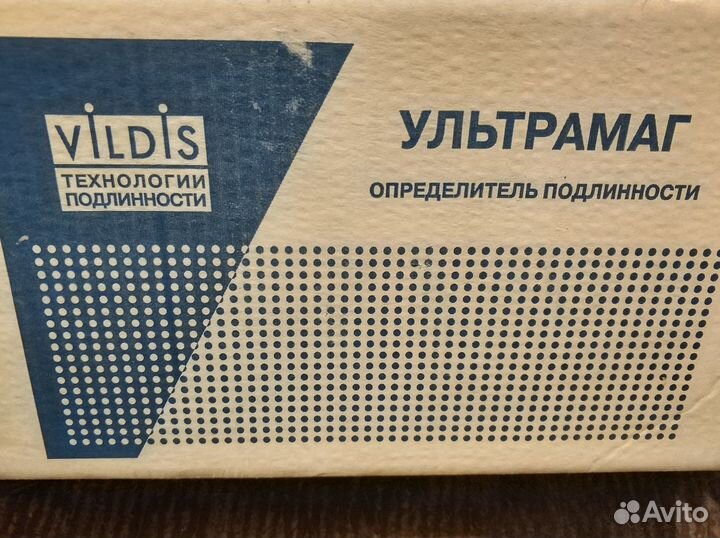 VILDIS
ТЕХНОЛОГИИ
ПОДЛИННОСТИ
УЛЬТРАМАГ
ОПРЕДЕЛИТЕЛЬ ПОДЛИННОСТИ
Avito